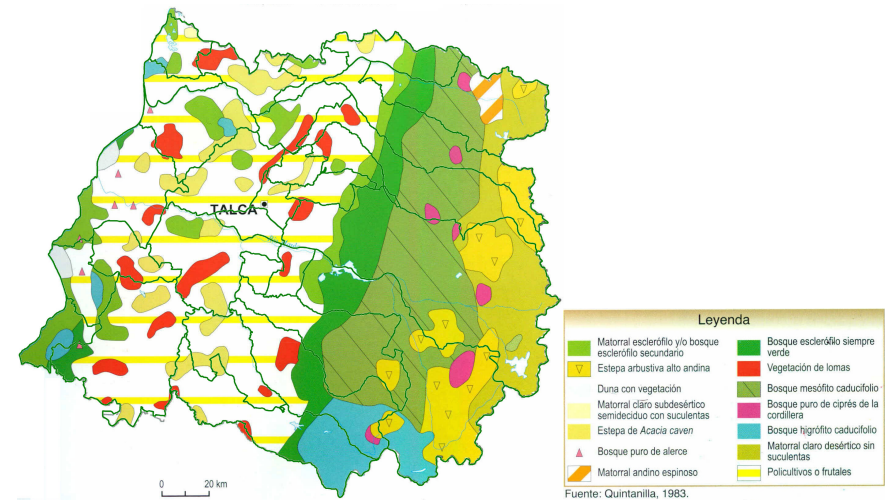 TALCA
0 20 km
Leyenda
Matorral esclerófilo y/o bosque
esclerófilo secundario
Estepa arbustiva alto andina
Duna con vegetación
Matorral claro subdesértico
semideciduo con suculentas
Estepa de Acacia caven
Bosque puro de alerce
Matorral andino espinoso
Bosque esclerófilo siempre
verde
Vegetación de lomas
Bosque mesófito caducifolio
Bosque puro de ciprés de la
cordillera
Bosque higrófito caducifolio
Matorral claro desértico sin
suculentas
Policultivos o frutales
Fuente: Quintanilla, 1983.